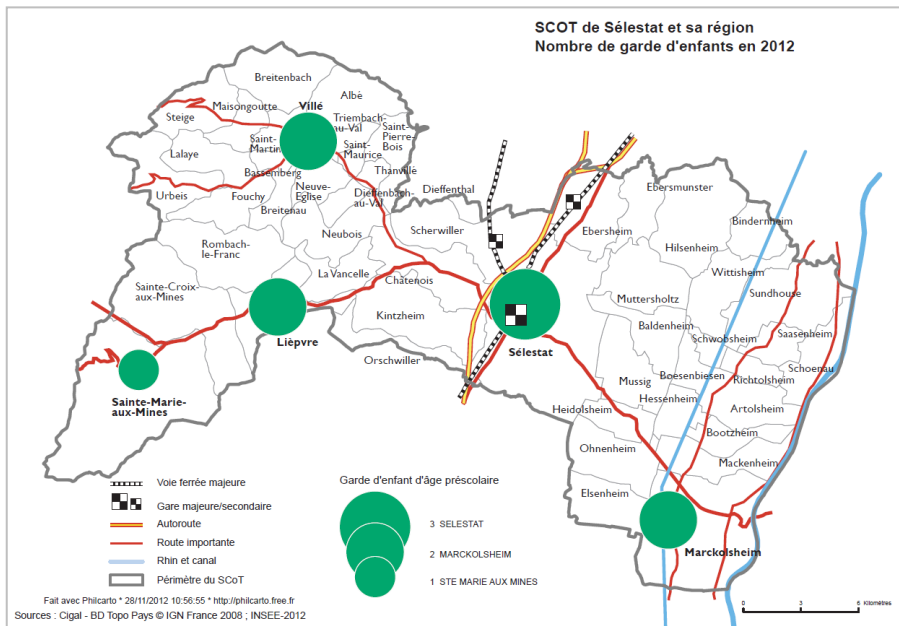 SCOT de Sélestat et sa région
Nombre de garde d'enfants en 2012
Breitenbach
Albé
Maisongoutte
Villé
Steige
Triembach-
au-Val
Saint-
Pierre-
Bois
Saint-
Martin
Saint-
Maurice
Lalaye
Bassemberg
Thanvillé
Urbeis
Fouchy
Neuve-
Eglise
Dieffenbach-
au-Val
Dieffenthal
Breitenau
Ebersmunster
Bindernheim
Scherwiller
Ebersheim
Neubois
Hilsenheim
Rombach-
le-Franc
Wittisheim
La Vancelle
Châtenois
Sundhouse
Sainte-Croix-
aux-Mines
Muttersholtz
Kintzheim
Baldenheim
Saasenheim
Schwobsheim
Lièpvre
Sélestat
Orschwiller
Schoenau
Boesenbiesen
Richtolsheim
Mussig
Sainte-Marie-
aux-Mines
Hessenheim
Heidolsheim
Artolsheim
Bootzheim
Ohnenheim
Mackenheim
Elsenheim
Marckolsheim
Voie ferrée majeure
Gare majeure/secondaire
Autoroute
Route importante
Rhin et canal
Périmètre du SCoT
Garde d'enfant d'âge préscolaire
3 SELESTAT
2 MARCKOLSHEIM
1 STE MARIE AUX MINES
0 3 6 Kilomètres
Fait avec Philcarto * 28/11/2012 10:56:55 * http://philcarto.free.fr
Sources : Cigal - BD Topo Pays © IGN France 2008 ; INSEE-2012